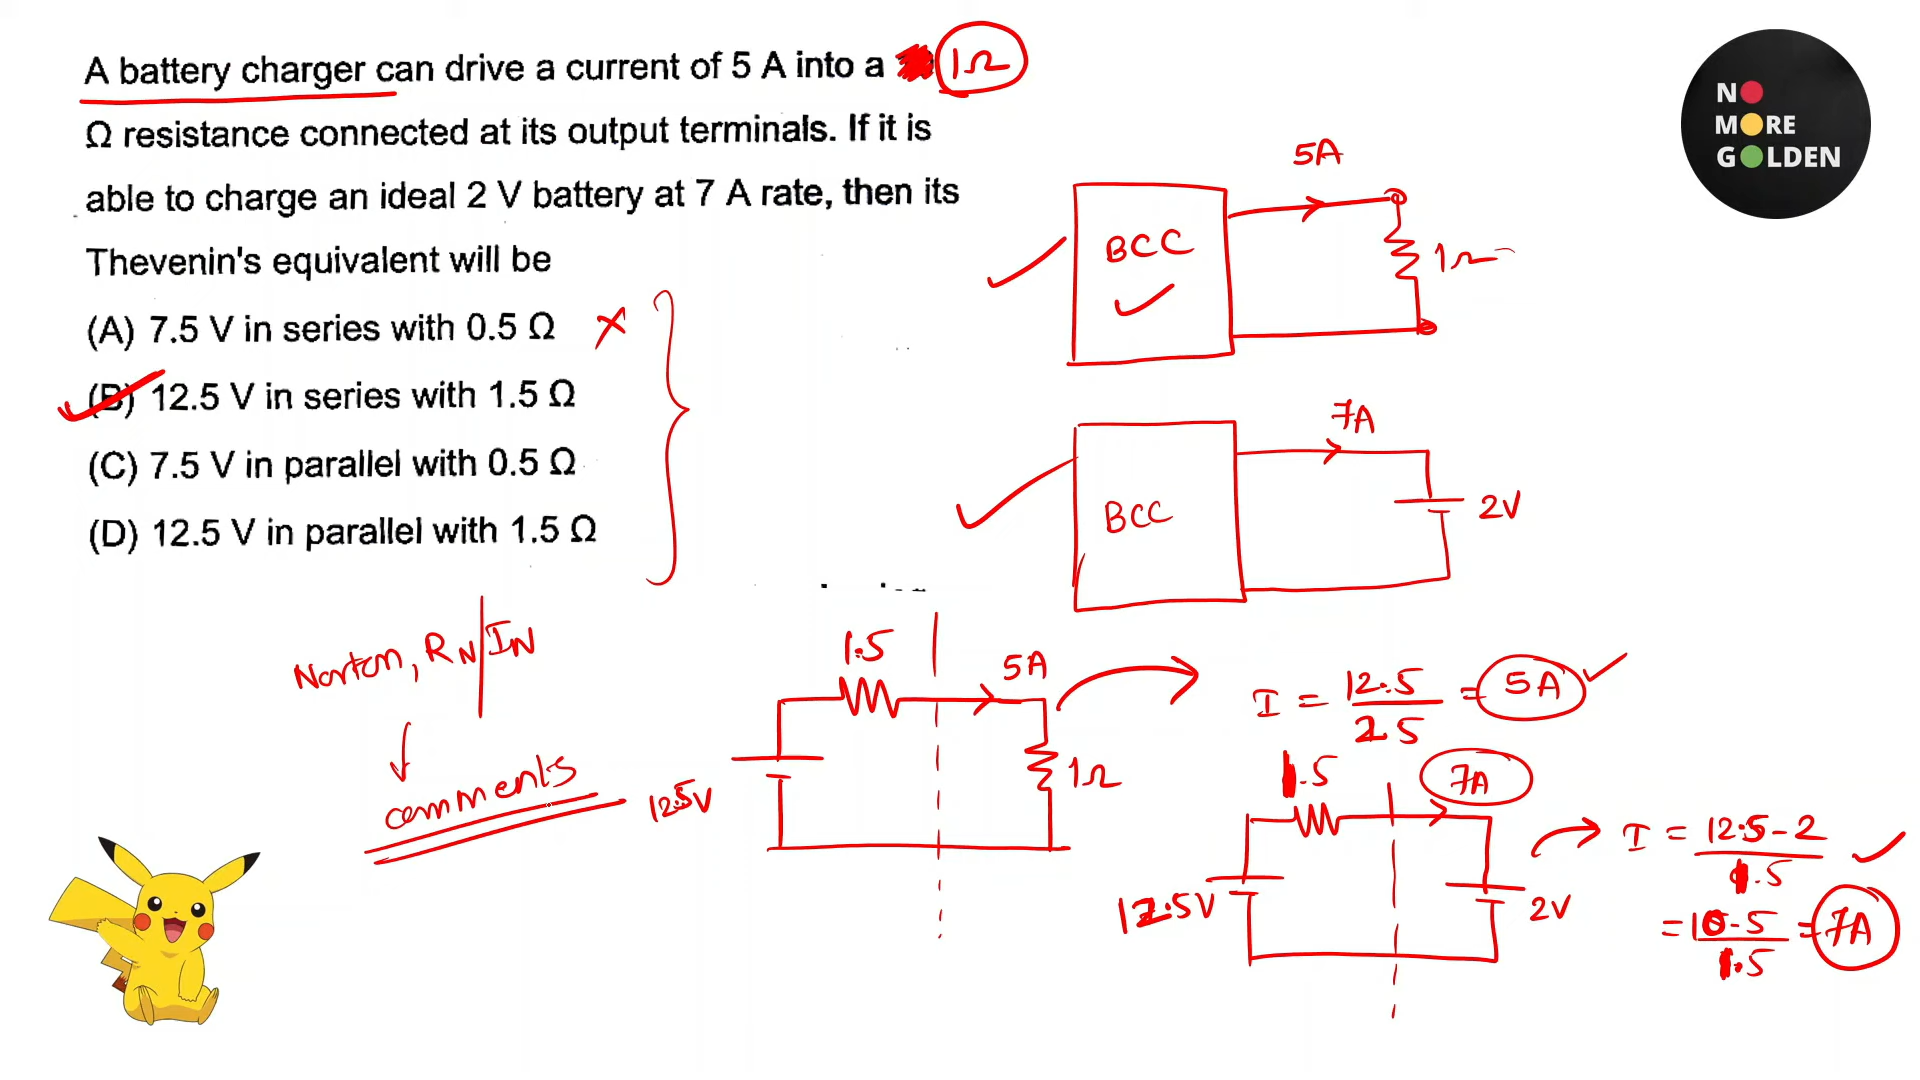 A battery charger can drive a current of 5 A into a 1Ω
Ω resistance connected at its output terminals. If it is
able to charge an ideal 2 V battery at 7 A rate, then its
Thevenin's equivalent will be
(A) 7.5 V in series with 0.5 Ω
(B) 12.5 V in series with 1.5 Ω
(C) 7.5 V in parallel with 0.5 Ω
(D) 12.5 V in parallel with 1.5 Ω
NO
MORE
GOLDEN
5A
BCC
1Ω
7A
BCC
2V
Norton, RN IN
comments
1.5
5A
12.5V
1Ω
I = 12.5
2.5
= 5A
1.5
7A
12.5V
2V
I = 12.5-2
1.5
= 10.5
1.5
= 7A